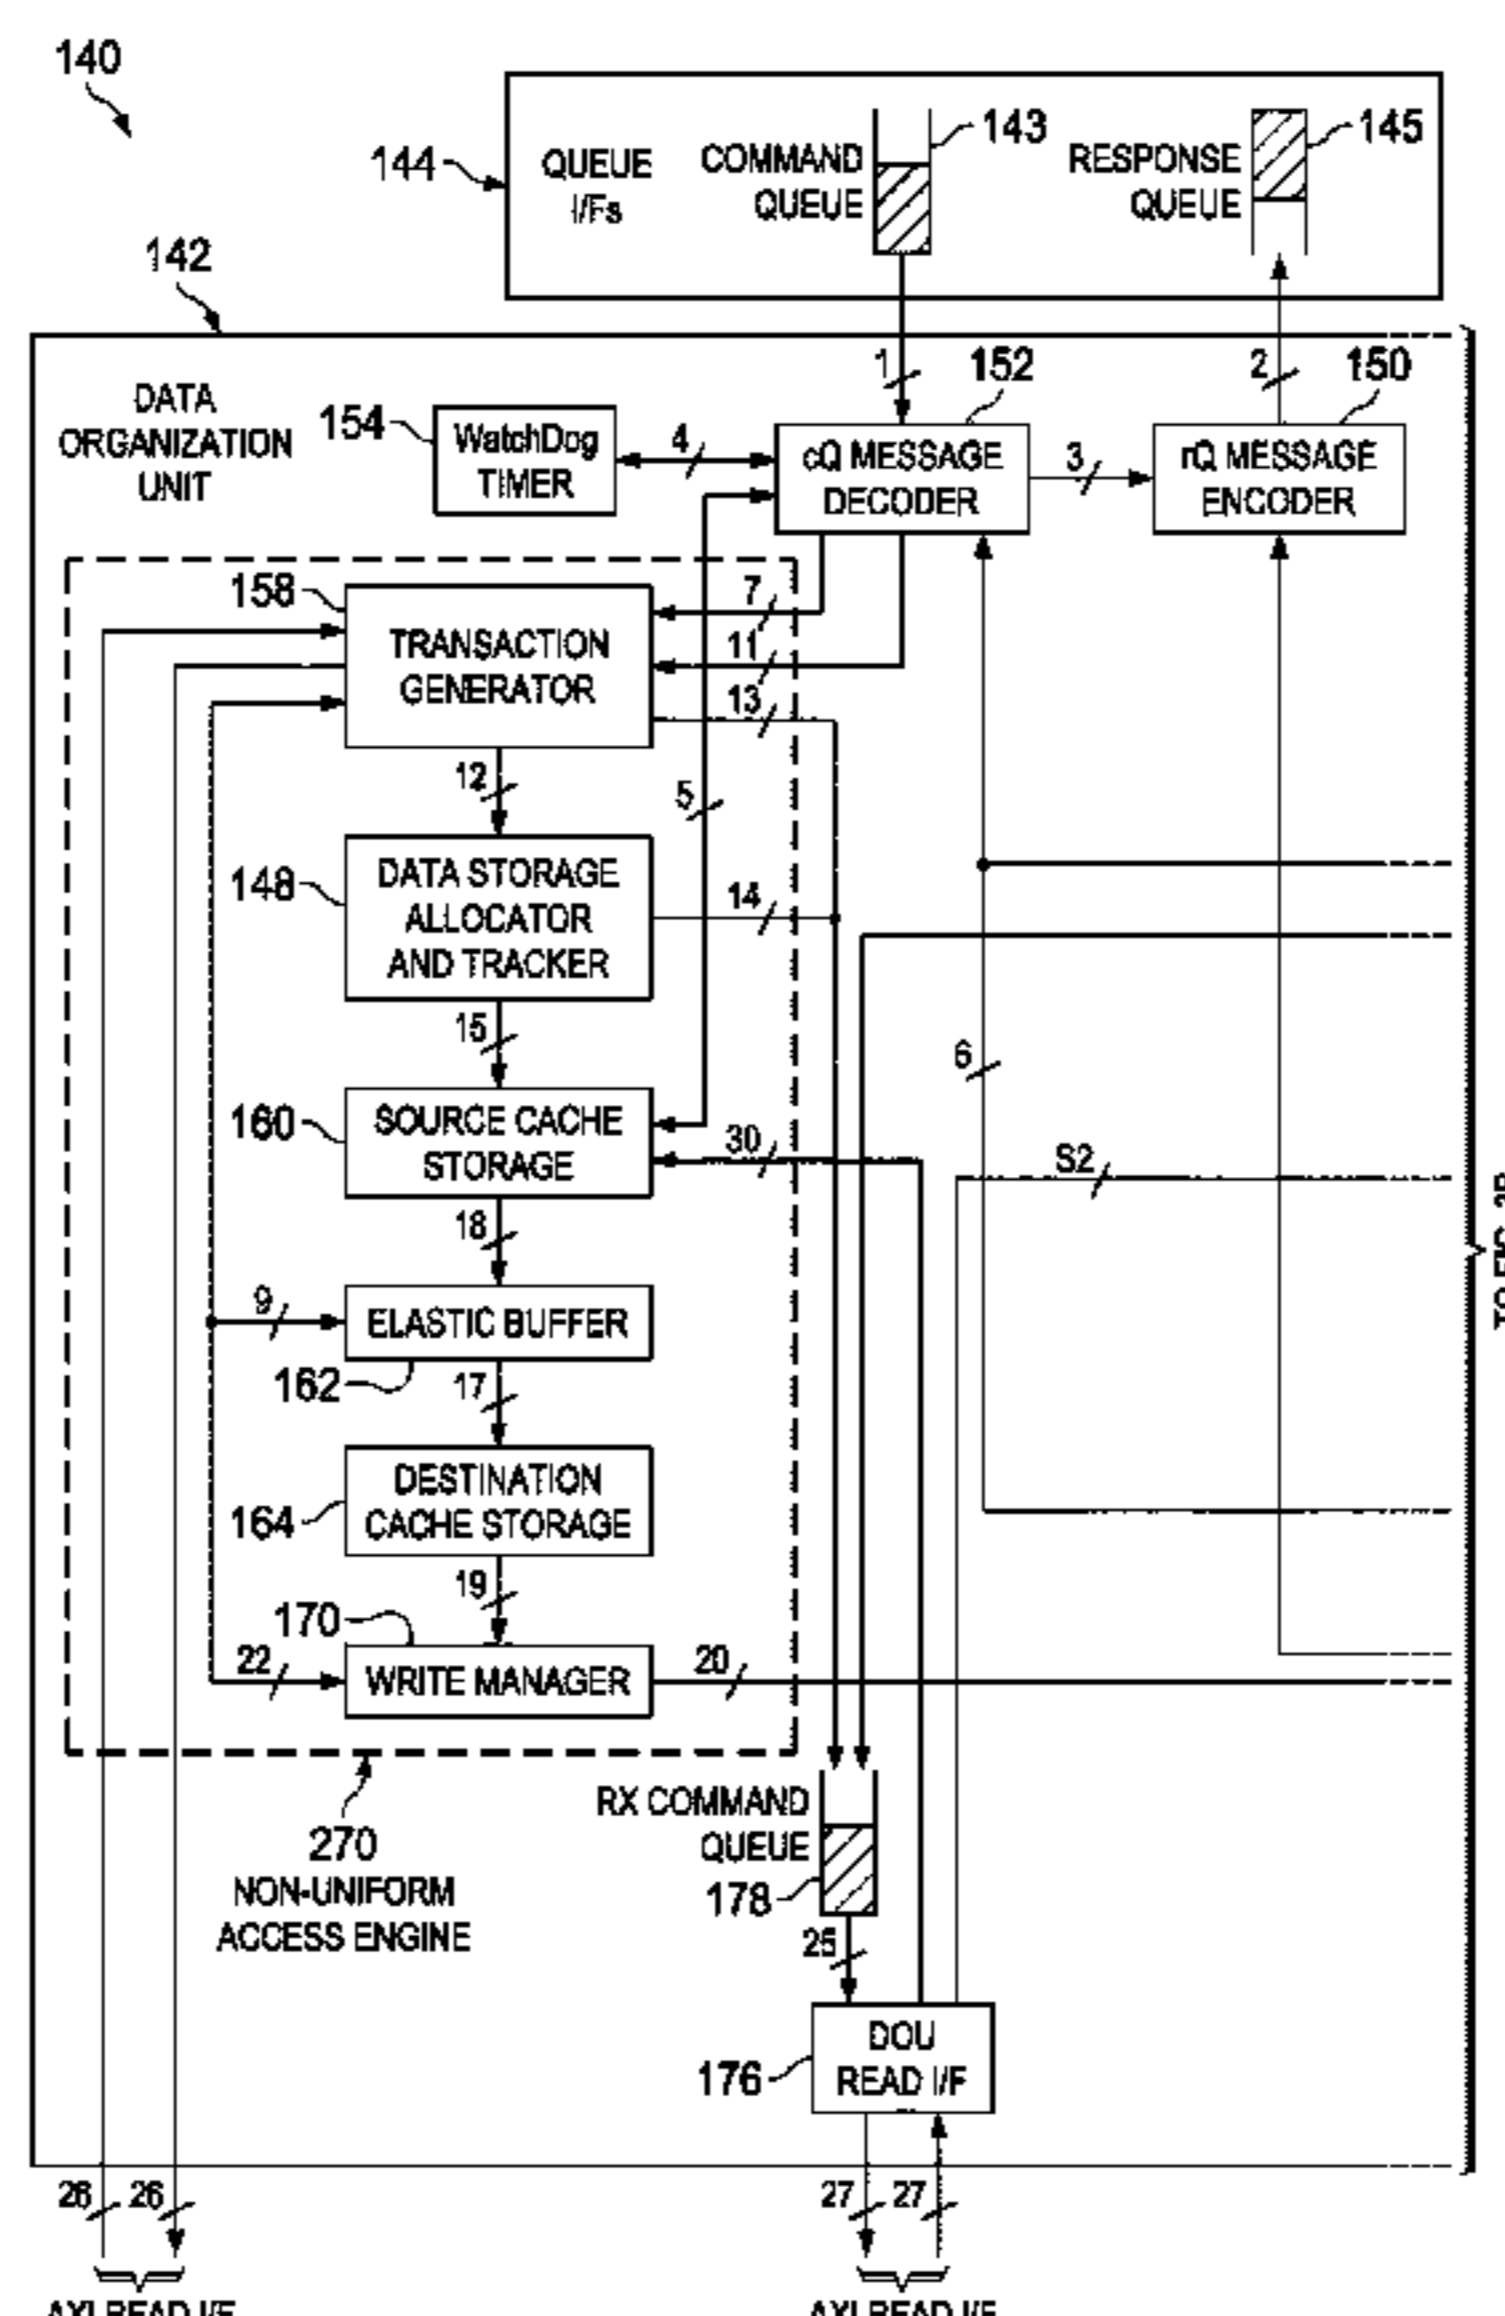 140
144
QUEUE
I/Fs
COMMAND
QUEUE
143
RESPONSE
QUEUE
145
142
DATA
ORGANIZATION
UNIT
1
152
2
150
154
WatchDog
TIMER
4
cQ MESSAGE
DECODER
3
rQ MESSAGE
ENCODER
158
TRANSACTION
GENERATOR
7
11
13
12
5
148
DATA STORAGE
ALLOCATOR
AND TRACKER
14
15
6
160
SOURCE CACHE
STORAGE
30
S2
18
9
ELASTIC BUFFER
162
17
164
DESTINATION
CACHE STORAGE
19
170
22
WRITE MANAGER
20
270
NON-UNIFORM
ACCESS ENGINE
RX COMMAND
QUEUE
178
25
176
DOU
READ I/F
26
26
27
27
AXI READ I/F
AXI READ I/F